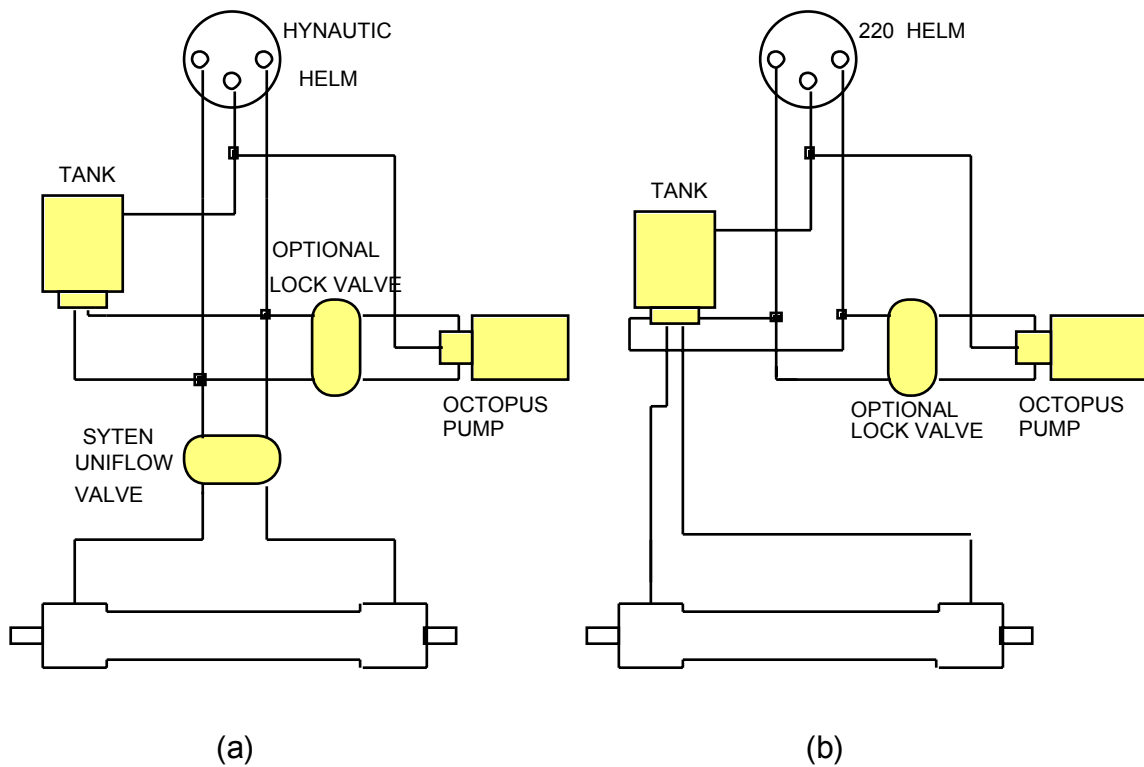 HYNAUTIC
HELM
TANK
OPTIONAL
LOCK VALVE
OCTOPUS
PUMP
SYTEN
UNIFLOW
VALVE
(a)
220 HELM
TANK
OPTIONAL
LOCK VALVE
OCTOPUS
PUMP
(b)